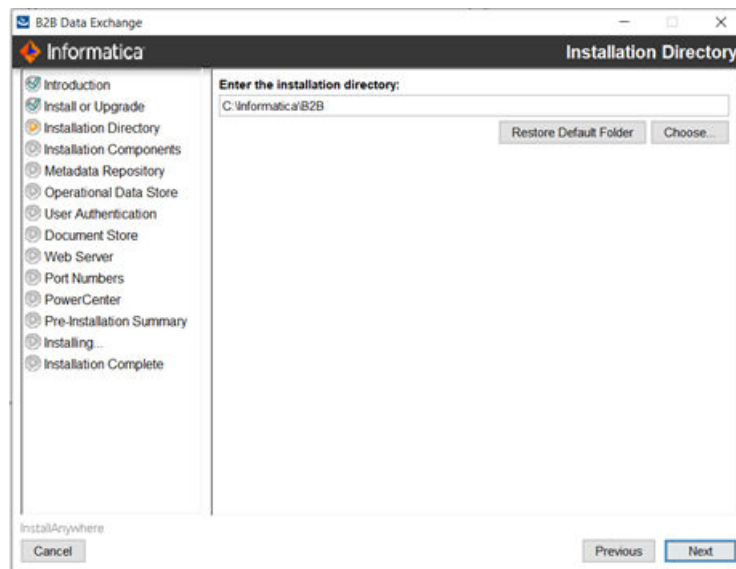 B2B Data Exchange
Informatica
Installation Directory
Introduction
Install or Upgrade
Installation Directory
Installation Components
Metadata Repository
Operational Data Store
User Authentication
Document Store
Web Server
Port Numbers
PowerCenter
Pre-Installation Summary
Installing...
Installation Complete
Enter the installation directory:
C:\Informatica\B2B
Restore Default Folder
Choose...
InstallAnywhere
Cancel
Previous
Next